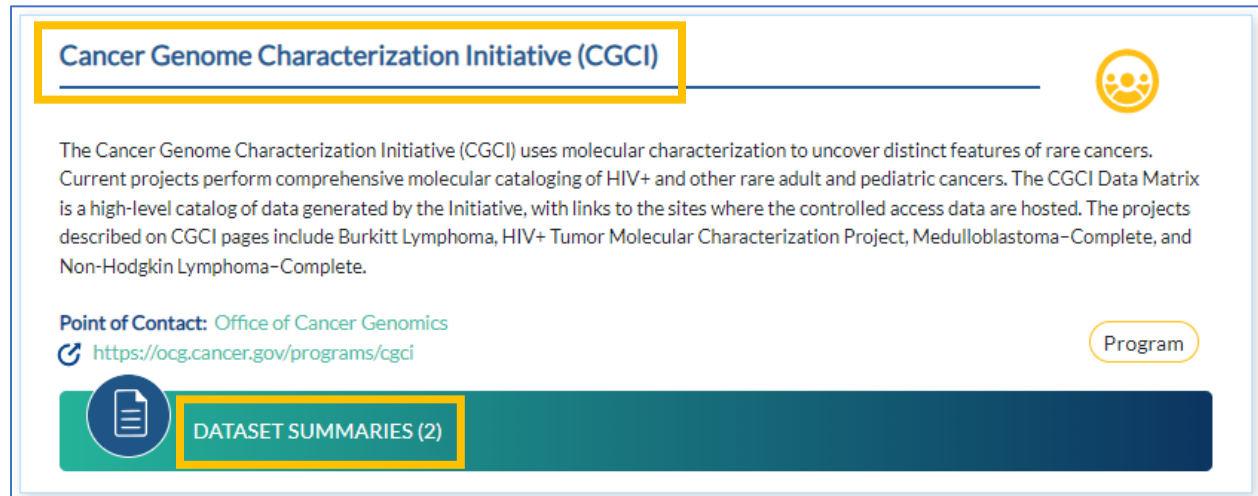 Cancer Genome Characterization Initiative (CGCI)
The Cancer Genome Characterization Initiative (CGCI) uses molecular characterization to uncover distinct features of rare cancers.
Current projects perform comprehensive molecular cataloging of HIV+ and other rare adult and pediatric cancers. The CGCI Data Matrix
is a high-level catalog of data generated by the Initiative, with links to the sites where the controlled access data are hosted. The projects
described on CGCI pages include Burkitt Lymphoma, HIV+ Tumor Molecular Characterization Project, Medulloblastoma–Complete, and
Non-Hodgkin Lymphoma–Complete.
Point of Contact: Office of Cancer Genomics
https://ocg.cancer.gov/programs/cgci
Program
DATASET SUMMARIES (2)